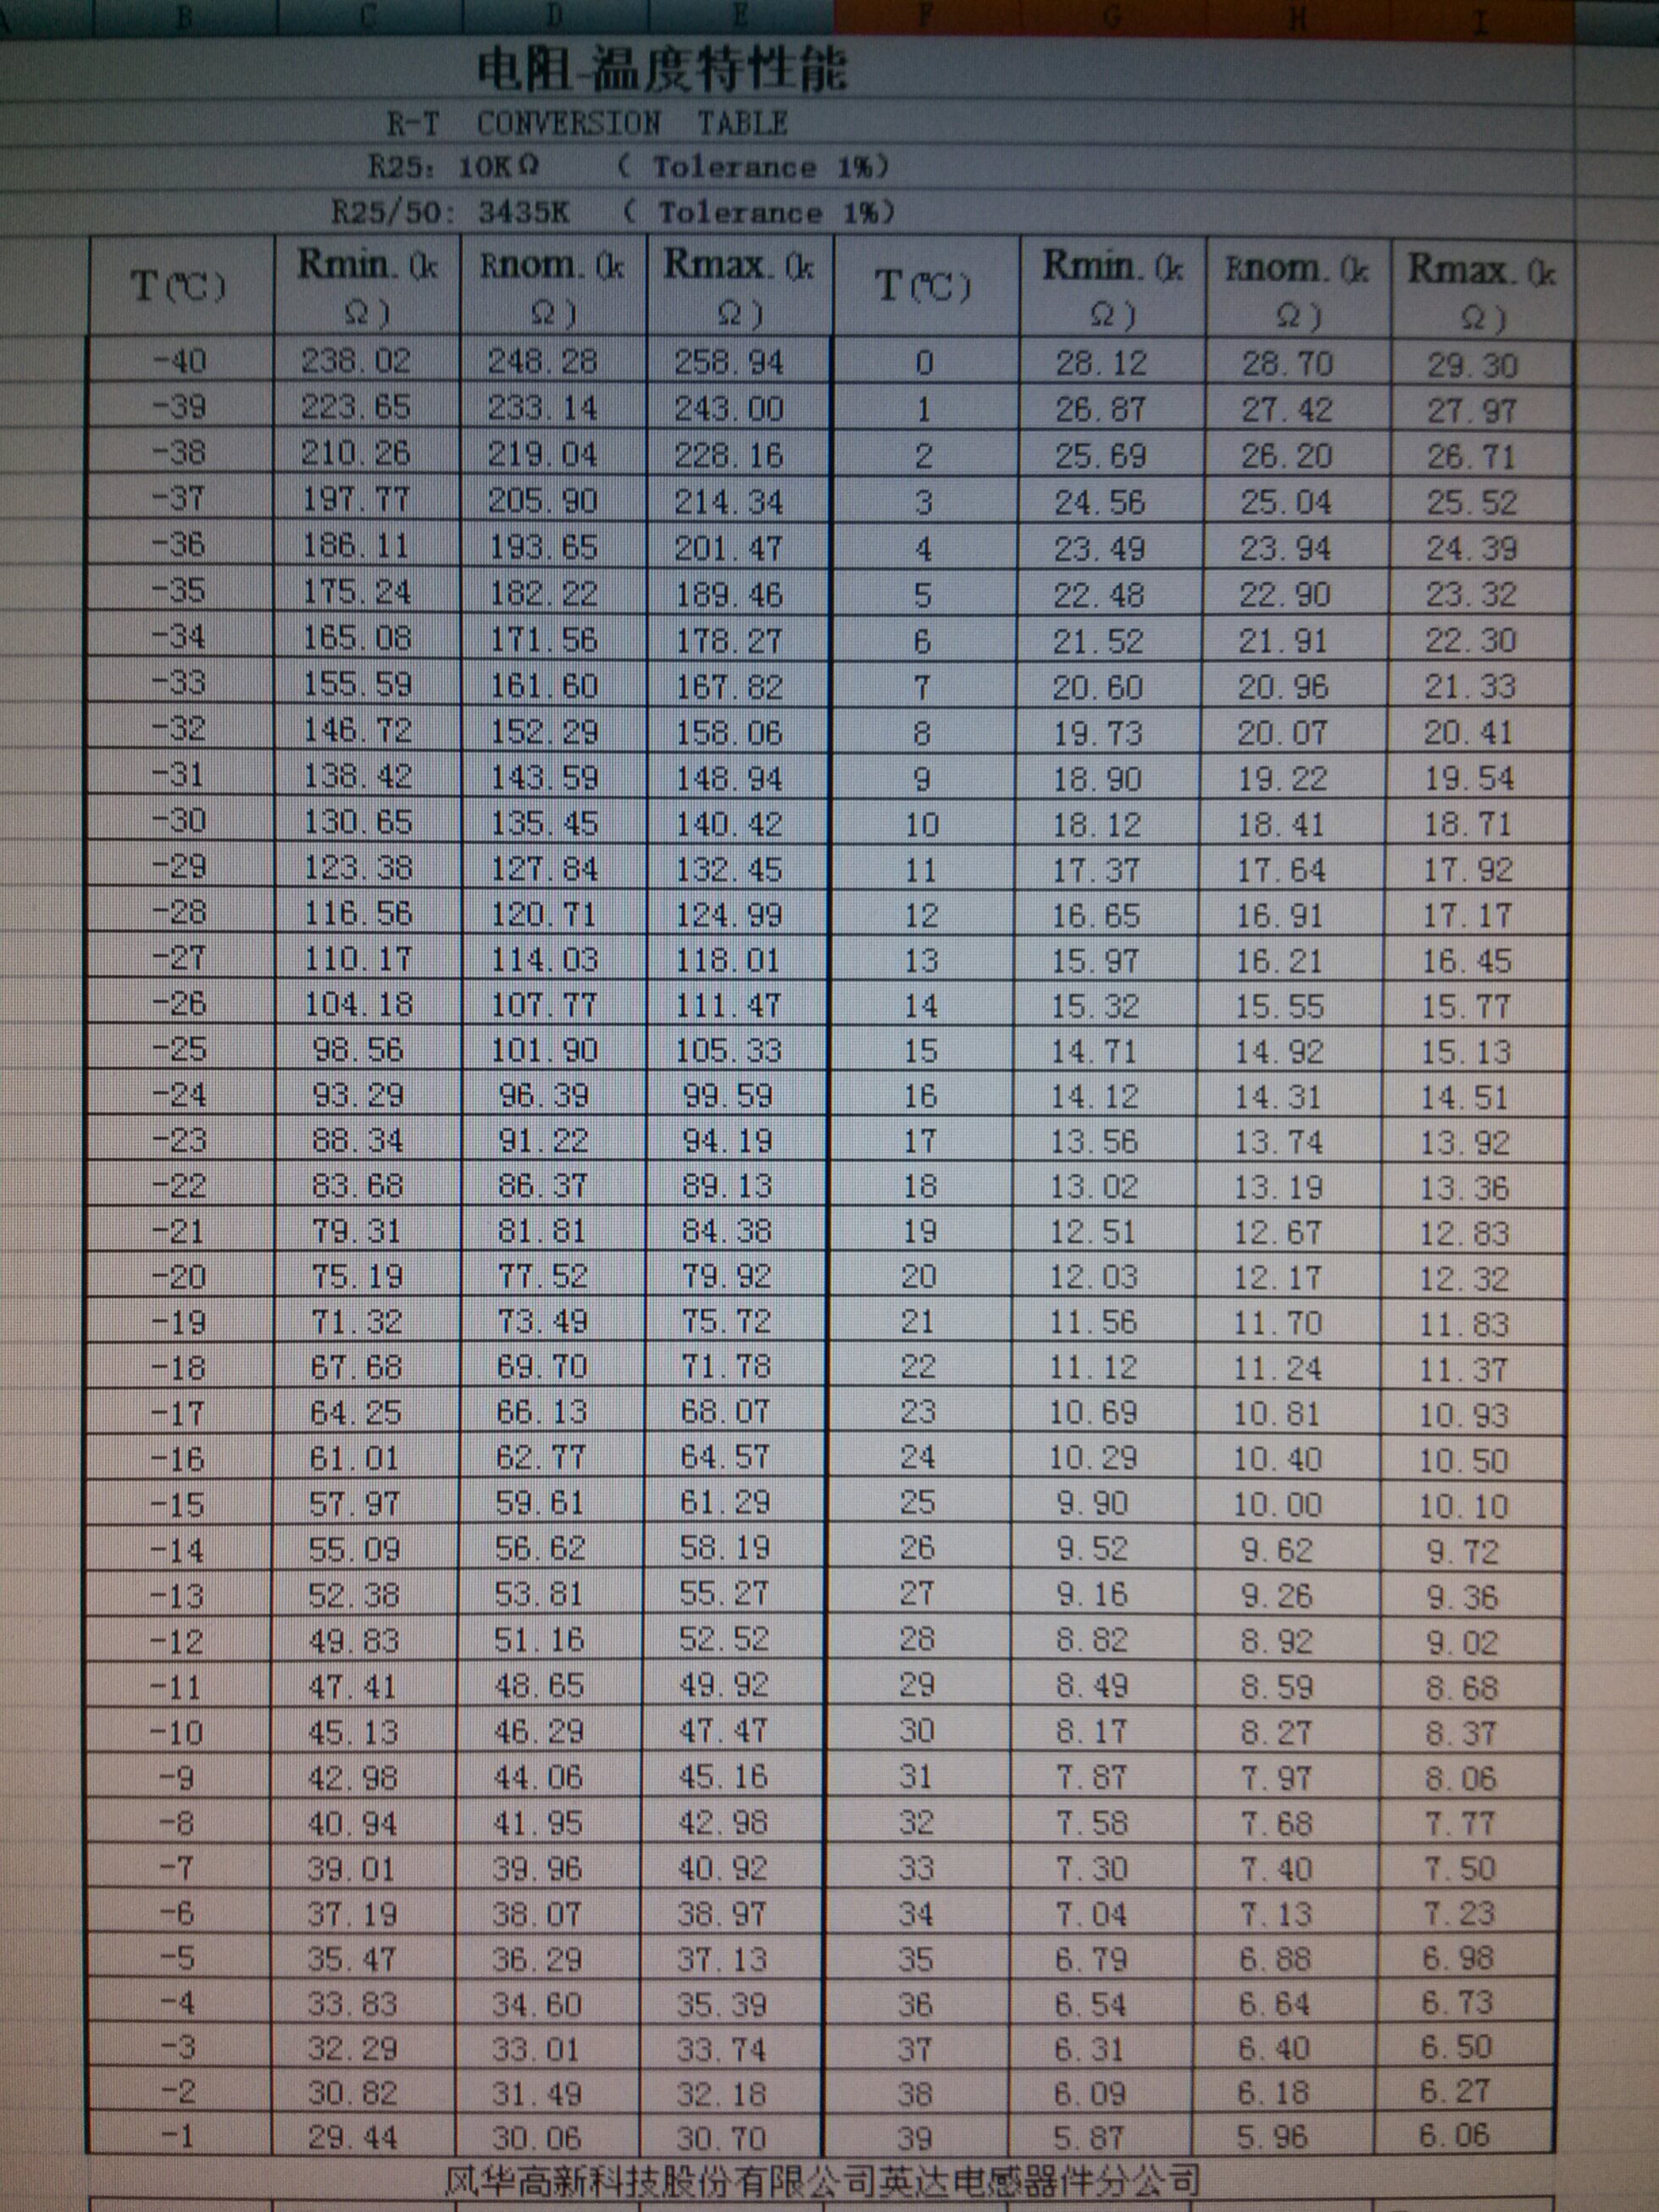 A B C D E F G H I
电阻-温度特性能
R-T CONVERSION TABLE
R25: 10KΩ ( Tolerance 1%)
R25/50: 3435K ( Tolerance 1%)
T(℃) Rmin.(kΩ) Rnom.(kΩ) Rmax.(kΩ) T(℃) Rmin.(kΩ) Rnom.(kΩ) Rmax.(kΩ)
-40 238.02 248.28 258.94 0 28.12 28.70 29.30
-39 223.65 233.14 243.00 1 26.87 27.42 27.97
-38 210.26 219.04 228.16 2 25.69 26.20 26.71
-37 197.77 205.90 214.34 3 24.56 25.04 25.52
-36 186.11 193.65 201.47 4 23.49 23.94 24.39
-35 175.24 182.22 189.46 5 22.48 22.90 23.32
-34 165.08 171.56 178.27 6 21.52 21.91 22.30
-33 155.59 161.60 167.82 7 20.60 20.96 21.33
-32 146.72 152.29 158.06 8 19.73 20.07 20.41
-31 138.42 143.59 148.94 9 18.90 19.22 19.54
-30 130.65 135.45 140.42 10 18.12 18.41 18.71
-29 123.38 127.84 132.45 11 17.37 17.64 17.92
-28 116.56 120.71 124.99 12 16.65 16.91 17.17
-27 110.17 114.03 118.01 13 15.97 16.21 16.45
-26 104.18 107.77 111.47 14 15.32 15.55 15.77
-25 98.56 101.90 105.33 15 14.71 14.92 15.13
-24 93.29 96.39 99.59 16 14.12 14.31 14.51
-23 88.34 91.22 94.19 17 13.56 13.74 13.92
-22 83.68 86.37 89.13 18 13.02 13.19 13.36
-21 79.31 81.81 84.38 19 12.51 12.67 12.83
-20 75.19 77.52 79.92 20 12.03 12.17 12.32
-19 71.32 73.49 75.72 21 11.56 11.70 11.83
-18 67.68 69.70 71.78 22 11.12 11.24 11.37
-17 64.25 66.13 68.07 23 10.69 10.81 10.93
-16 61.01 62.77 64.57 24 10.29 10.40 10.50
-15 57.97 59.61 61.29 25 9.90 10.00 10.10
-14 55.09 56.62 58.19 26 9.52 9.62 9.72
-13 52.38 53.81 55.27 27 9.16 9.26 9.36
-12 49.83 51.16 52.52 28 8.82 8.92 9.02
-11 47.41 48.65 49.92 29 8.49 8.59 8.68
-10 45.13 46.29 47.47 30 8.17 8.27 8.37
-9 42.98 44.06 45.16 31 7.87 7.97 8.06
-8 40.94 41.95 42.98 32 7.58 7.68 7.77
-7 39.01 39.96 40.92 33 7.30 7.40 7.50
-6 37.19 38.07 38.97 34 7.04 7.13 7.23
-5 35.47 36.29 37.13 35 6.79 6.88 6.98
-4 33.83 34.60 35.39 36 6.54 6.64 6.73
-3 32.29 33.01 33.74 37 6.31 6.40 6.50
-2 30.82 31.49 32.18 38 6.09 6.18 6.27
-1 29.44 30.06 30.70 39 5.87 5.96 6.06
风华高新科技股份有限公司英达电感器件分公司